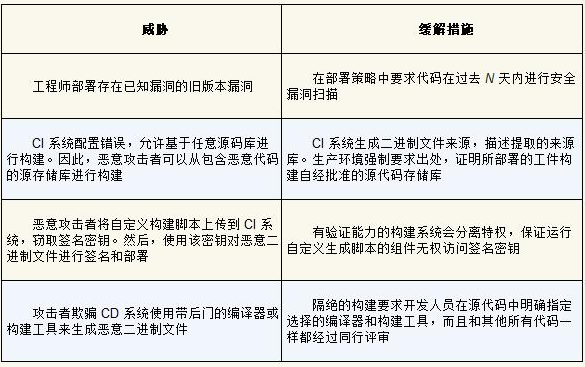 威胁
缓解措施
工程师部署存在已知漏洞的旧版本漏洞
在部署策略中要求代码在过去 N 天内进行安全
漏洞扫描
CI 系统配置错误，允许基于任意源码库进
行构建。因此，恶意攻击者可以从包含恶意代码
的源存储库进行构建
CI 系统生成二进制文件来源，描述提取的来源
库。生产环境强制要求出处，证明所部署的工件构
建自经批准的源代码存储库
恶意攻击者将自定义构建脚本上传到 CI 系
统，窃取签名密钥。然后，使用该密钥对恶意二
进制文件进行签名和部署
有验证能力的构建系统会分离特权，保证运行
自定义生成脚本的组件无权访问签名密钥
攻击者欺骗 CD 系统使用带后门的编译器或
构建工具来生成恶意二进制文件
隔绝的构建要求开发人员在源代码中明确指定
选择的编译器和构建工具，而且和其他所有代码一
样都经过同行评审